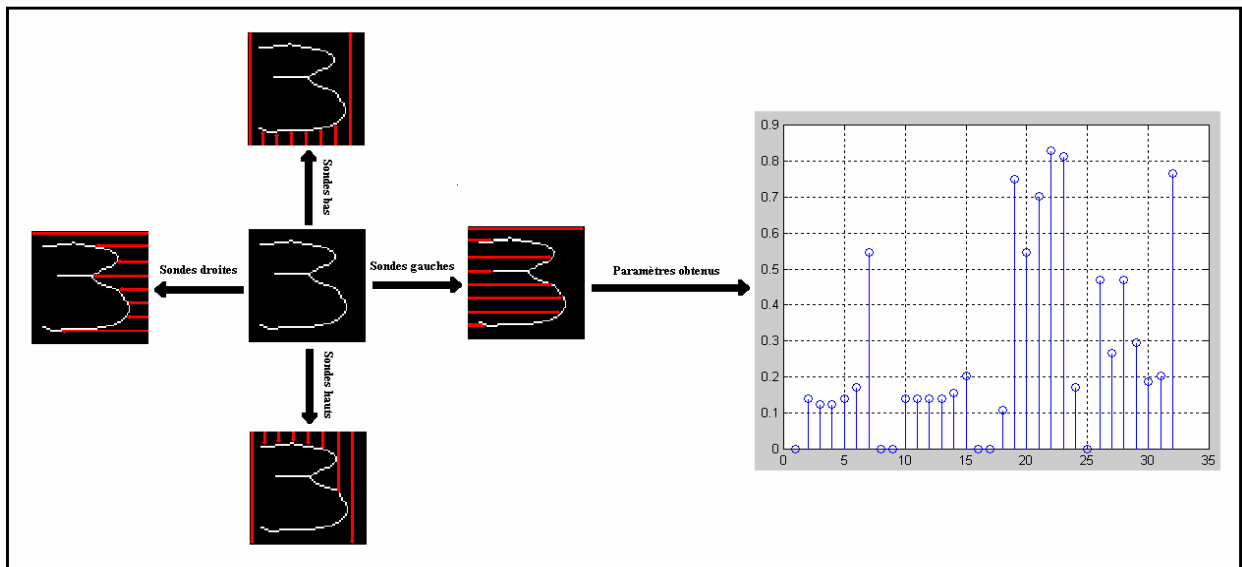 Sondes bas
Sondes droites
Sondes gauches
Paramètres obtenus
Sondes hauts
0.9
0.8
0.7
0.6
0.5
0.4
0.3
0.2
0.1
0
0 5 10 15 20 25 30 35